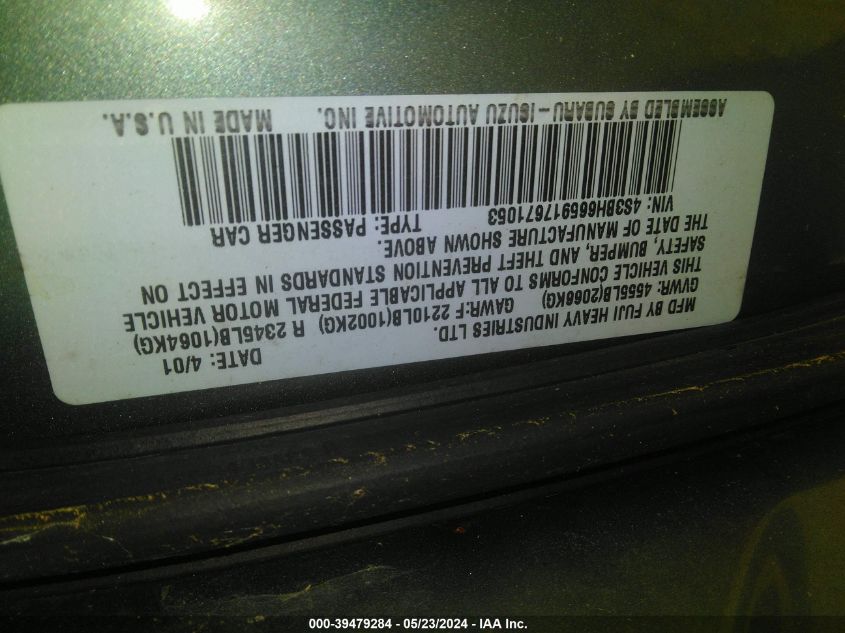 MFD BY FUJI HEAVY INDUSTRIES LTD. DATE: 4/01
GVWR: 4555LB(2066KG) GAWR:F 2210LB(1002KG) R 2345LB(1064KG)
THIS VEHICLE CONFORMS TO ALL APPLICABLE FEDERAL MOTOR VEHICLE
SAFETY, BUMPER, AND THEFT PREVENTION STANDARDS IN EFFECT ON
THE DATE OF MANUFACTURE SHOWN ABOVE.
VIN: 4S3BH665917671053 TYPE: PASSENGER CAR
ASSEMBLED BY SUBARU-ISUZU AUTOMOTIVE INC. MADE IN U.S.A.
000-39479284 - 05/23/2024 - IAA Inc.